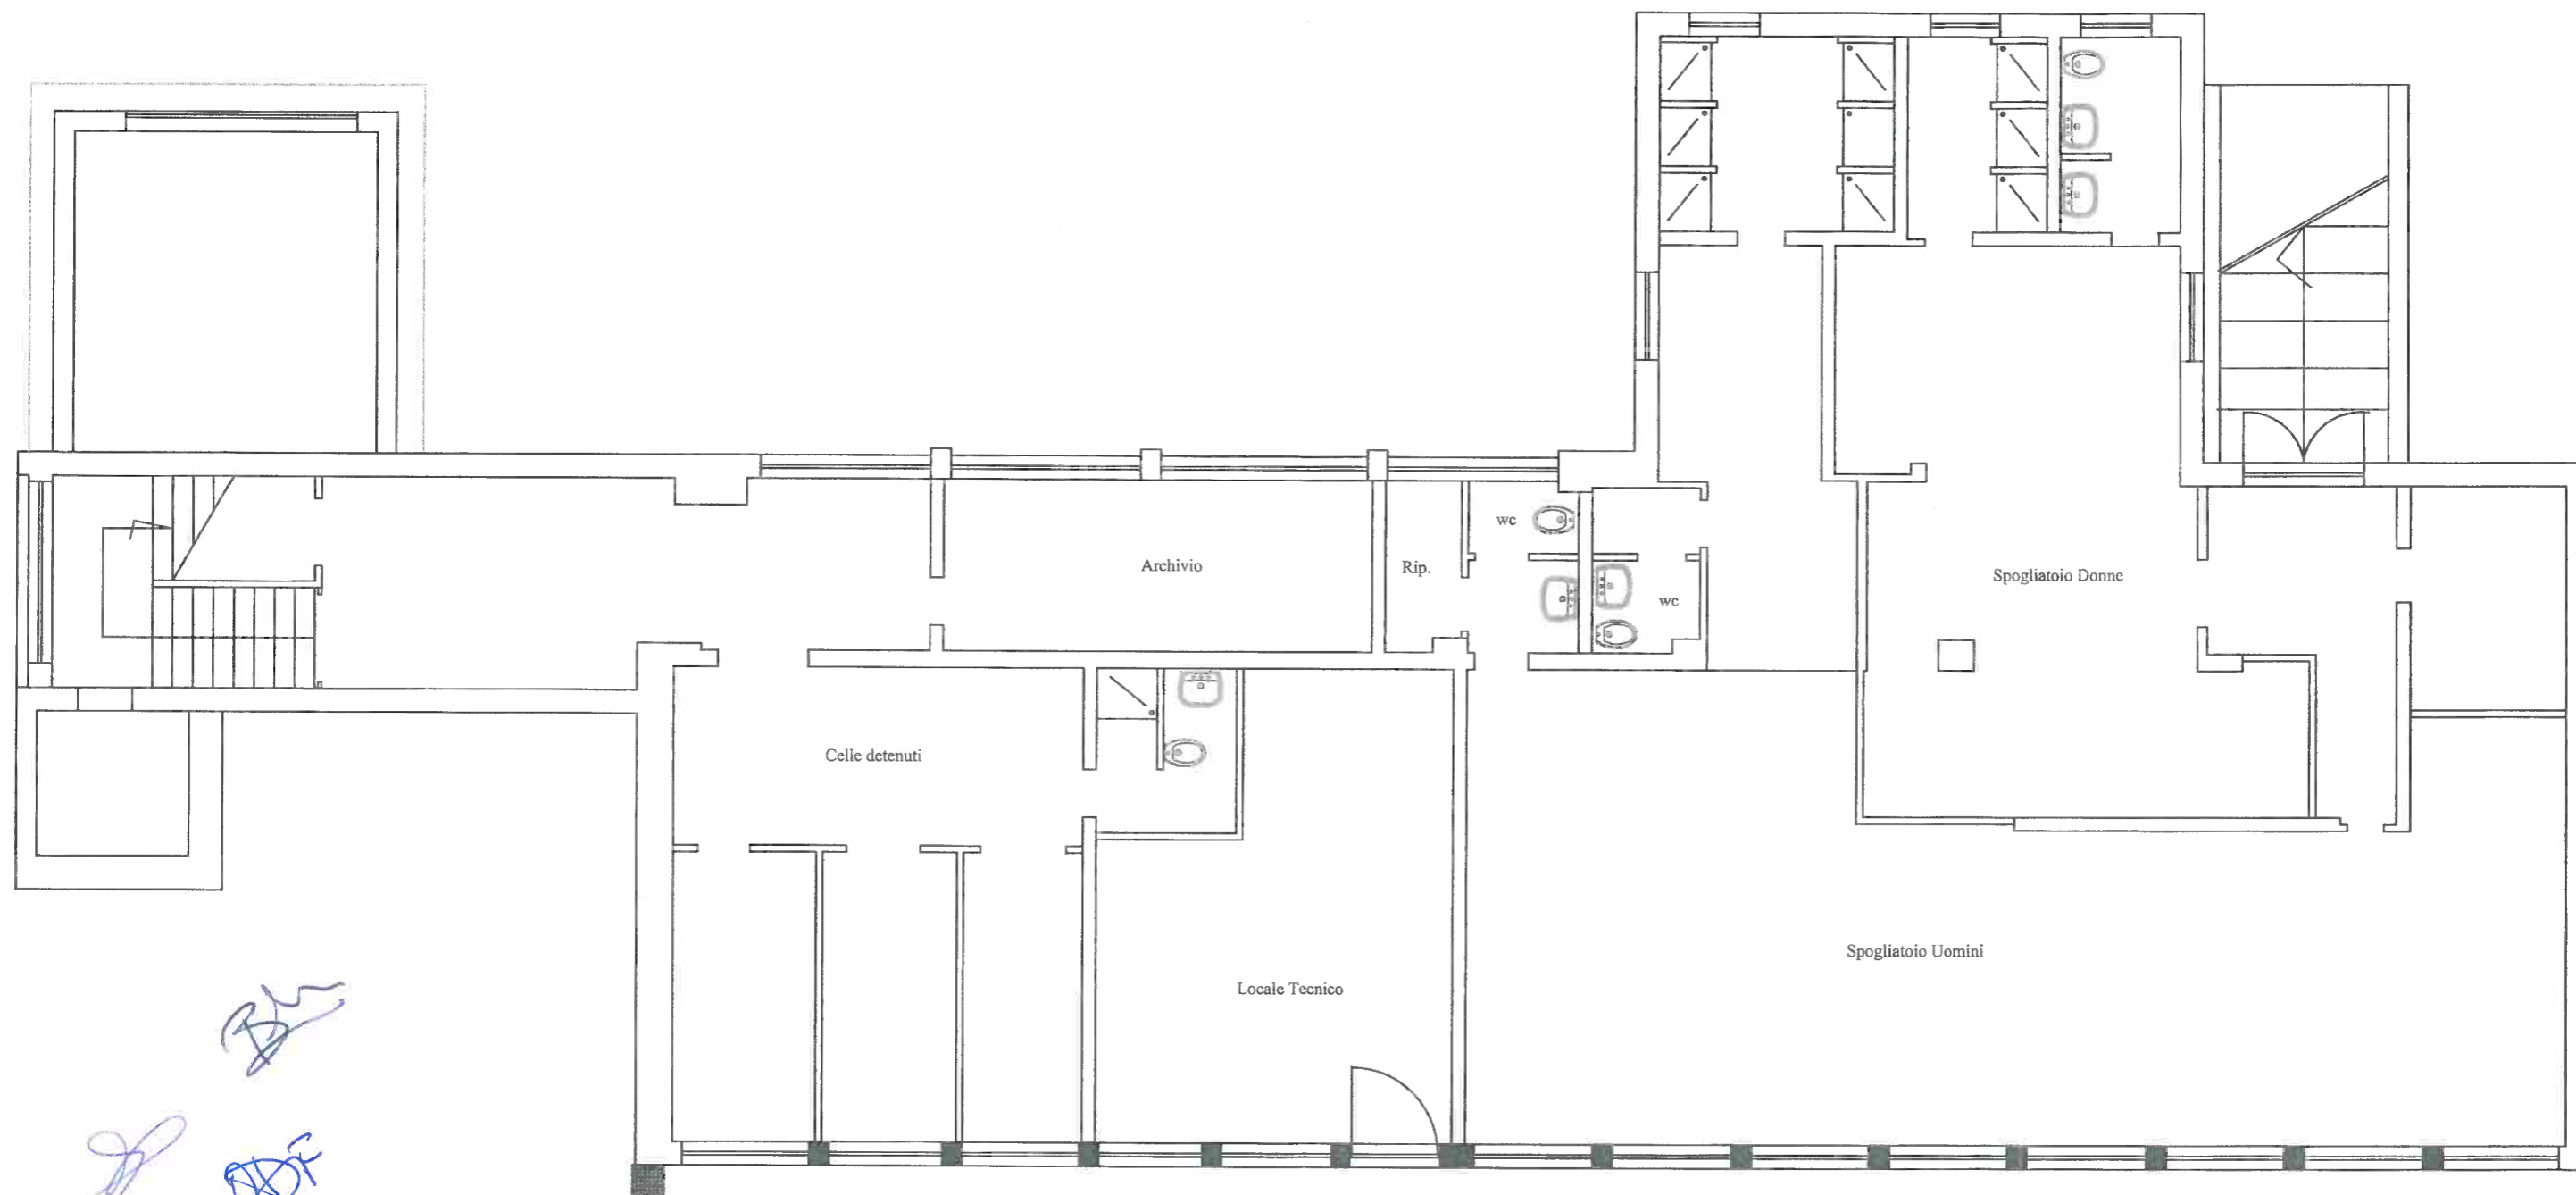 wc
Archivio
Rip.
Spogliatoio Donne
wc
Celle detenuti
Spogliatoio Uomini
Locale Tecnico